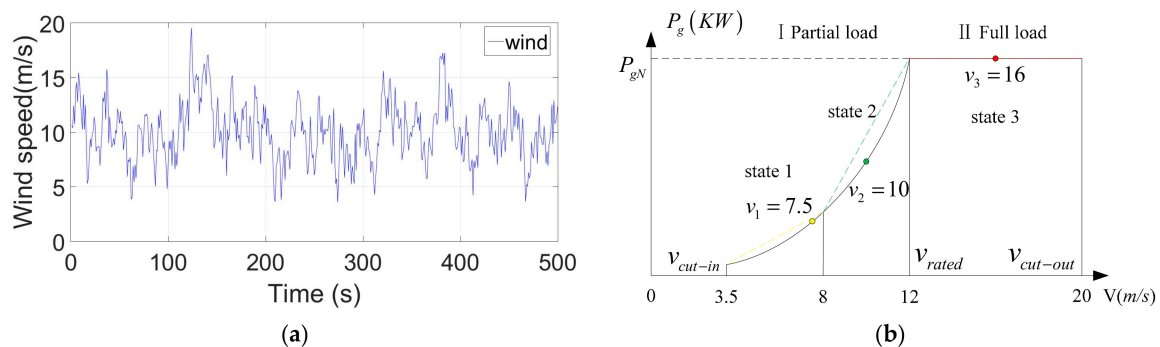 20
15
10
5
0
Wind speed(m/s)
wind
0 100 200 300 400 500
Time (s)
(a)
P_g (KW)
Ⅰ Partial load
Ⅱ Full load
P_gN
v_3 = 16
state 2
state 3
state 1
v_2 = 10
v_1 = 7.5
v_cut-in
v_rated
v_cut-out
0 3.5 8 12 20 V(m/s)
(b)